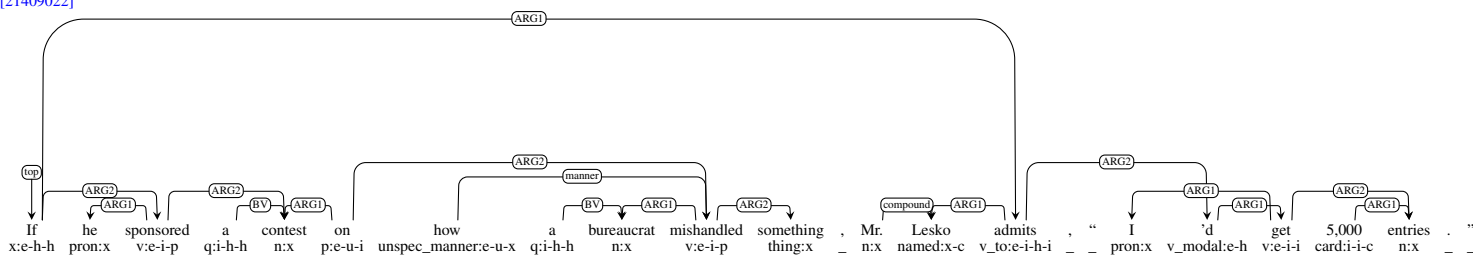 [21409022]
ARG1
ARG2
top
manner
ARG2 ARG2 ARG1 ARG2
ARG1 BV ARG1 BV ARG1 ARG2 compound ARG1 ARG1 ARG1
If he sponsored a contest on how a bureaucrat mishandled something , Mr. Lesko admits , “ I ’d get 5,000 entries . ”
x:e-h-h pron:x v:e-i-p q:i-h-h n:x p:e-u-i unspec_manner:e-u-x q:i-h-h n:x v:e-i-p thing:x _ n:x named:x-c v_to:e-i-h-i _ _ pron:x v_modal:e-h v:e-i-i card:i-i-c n:x _ _